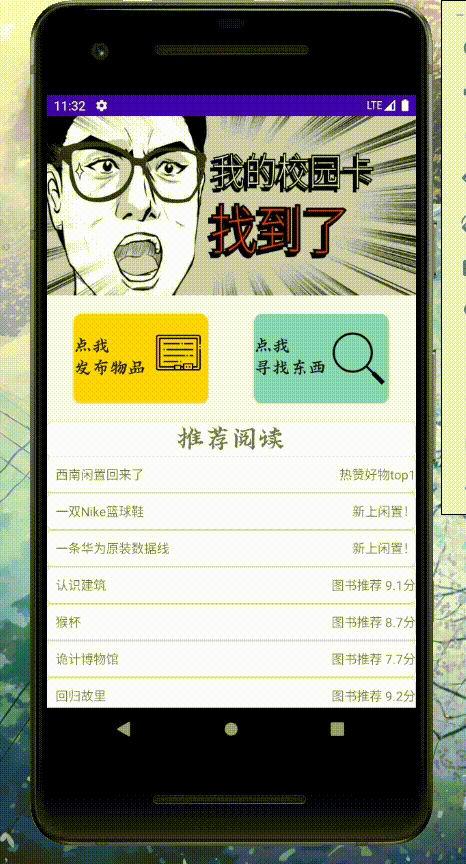 11:32 LTE
我的校园卡
找到了
点我
发布物品
点我
寻找东西
推荐阅读
西南闲置回来了 热赞好物top1
一双Nike篮球鞋 新上闲置!
一条华为原装数据线 新上闲置!
认识建筑 图书推荐 9.1分
猴杯 图书推荐 8.7分
诡计博物馆 图书推荐 7.7分
回归故里 图书推荐 9.2分